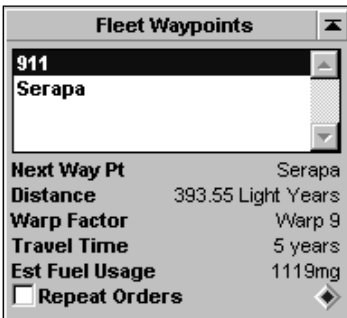 Fleet Waypoints
911
Serapa
Next Way Pt Serapa
Distance 393.55 Light Years
Warp Factor Warp 9
Travel Time 5 years
Est Fuel Usage 1119mg
Repeat Orders